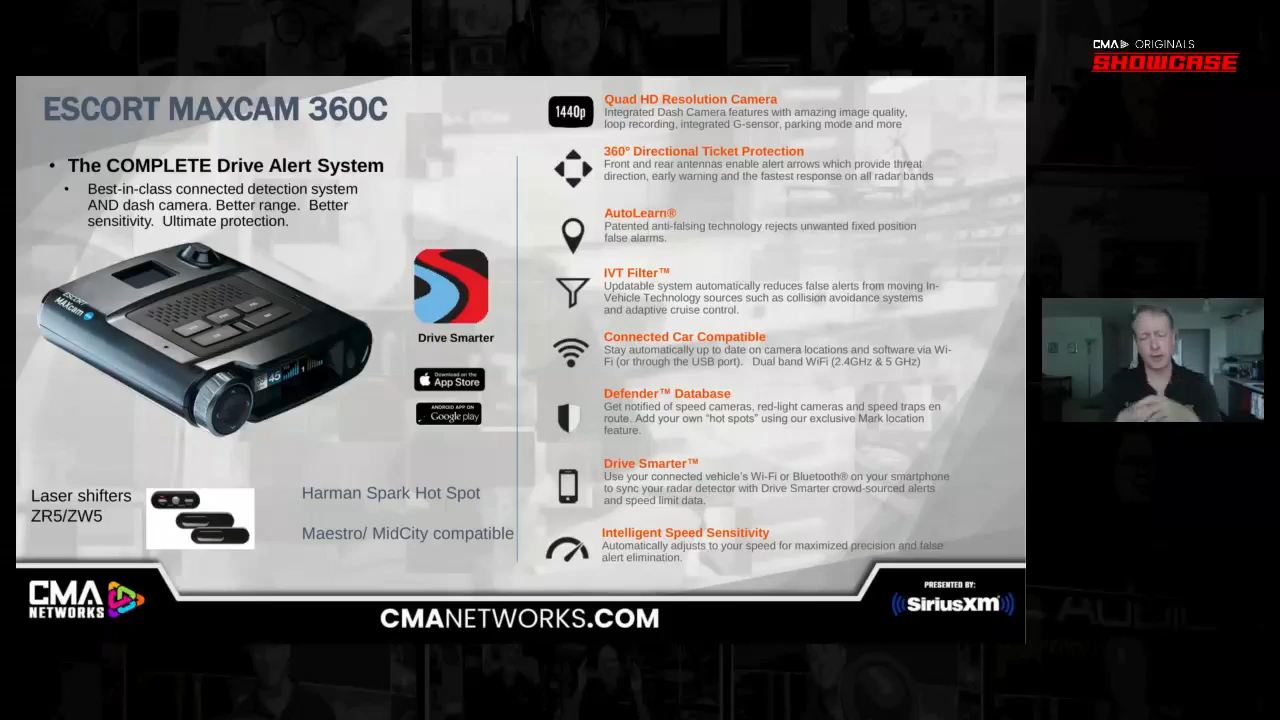 CMA ORIGINALS
SHOWCASE
ESCORT MAXCAM 360C
• The COMPLETE Drive Alert System
• Best-in-class connected detection system
AND dash camera. Better range. Better
sensitivity. Ultimate protection.
ESCORT
MAXcam
45
Drive Smarter
Download on the
App Store
ANDROID APP ON
Google play
Laser shifters
ZR5/ZW5
Harman Spark Hot Spot
Maestro/ MidCity compatible
1440p
Quad HD Resolution Camera
Integrated Dash Camera features with amazing image quality,
loop recording, integrated G-sensor, parking mode and more
360° Directional Ticket Protection
Front and rear antennas enable alert arrows which provide threat
direction, early warning and the fastest response on all radar bands
AutoLearn®
Patented anti-falsing technology rejects unwanted fixed position
false alarms.
IVT Filter™
Updatable system automatically reduces false alerts from moving In-
Vehicle Technology sources such as collision avoidance systems
and adaptive cruise control.
Connected Car Compatible
Stay automatically up to date on camera locations and software via Wi-
Fi (or through the USB port). Dual band WiFi (2.4GHz & 5 GHz)
Defender™ Database
Get notified of speed cameras, red-light cameras and speed traps en
route. Add your own “hot spots” using our exclusive Mark location
feature.
Drive Smarter™
Use your connected vehicle’s Wi-Fi or Bluetooth® on your smartphone
to sync your radar detector with Drive Smarter crowd-sourced alerts
and speed limit data.
Intelligent Speed Sensitivity
Automatically adjusts to your speed for maximized precision and false
alert elimination.
CMA
NETWORKS
CMANETWORKS.COM
PRESENTED BY:
SiriusXM